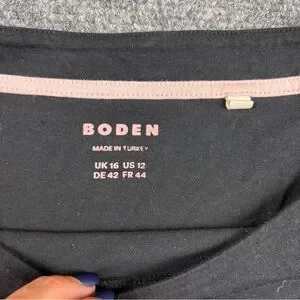 BODEN
MADE IN TURKEY
UK 16 US 12
DE 42 FR 44